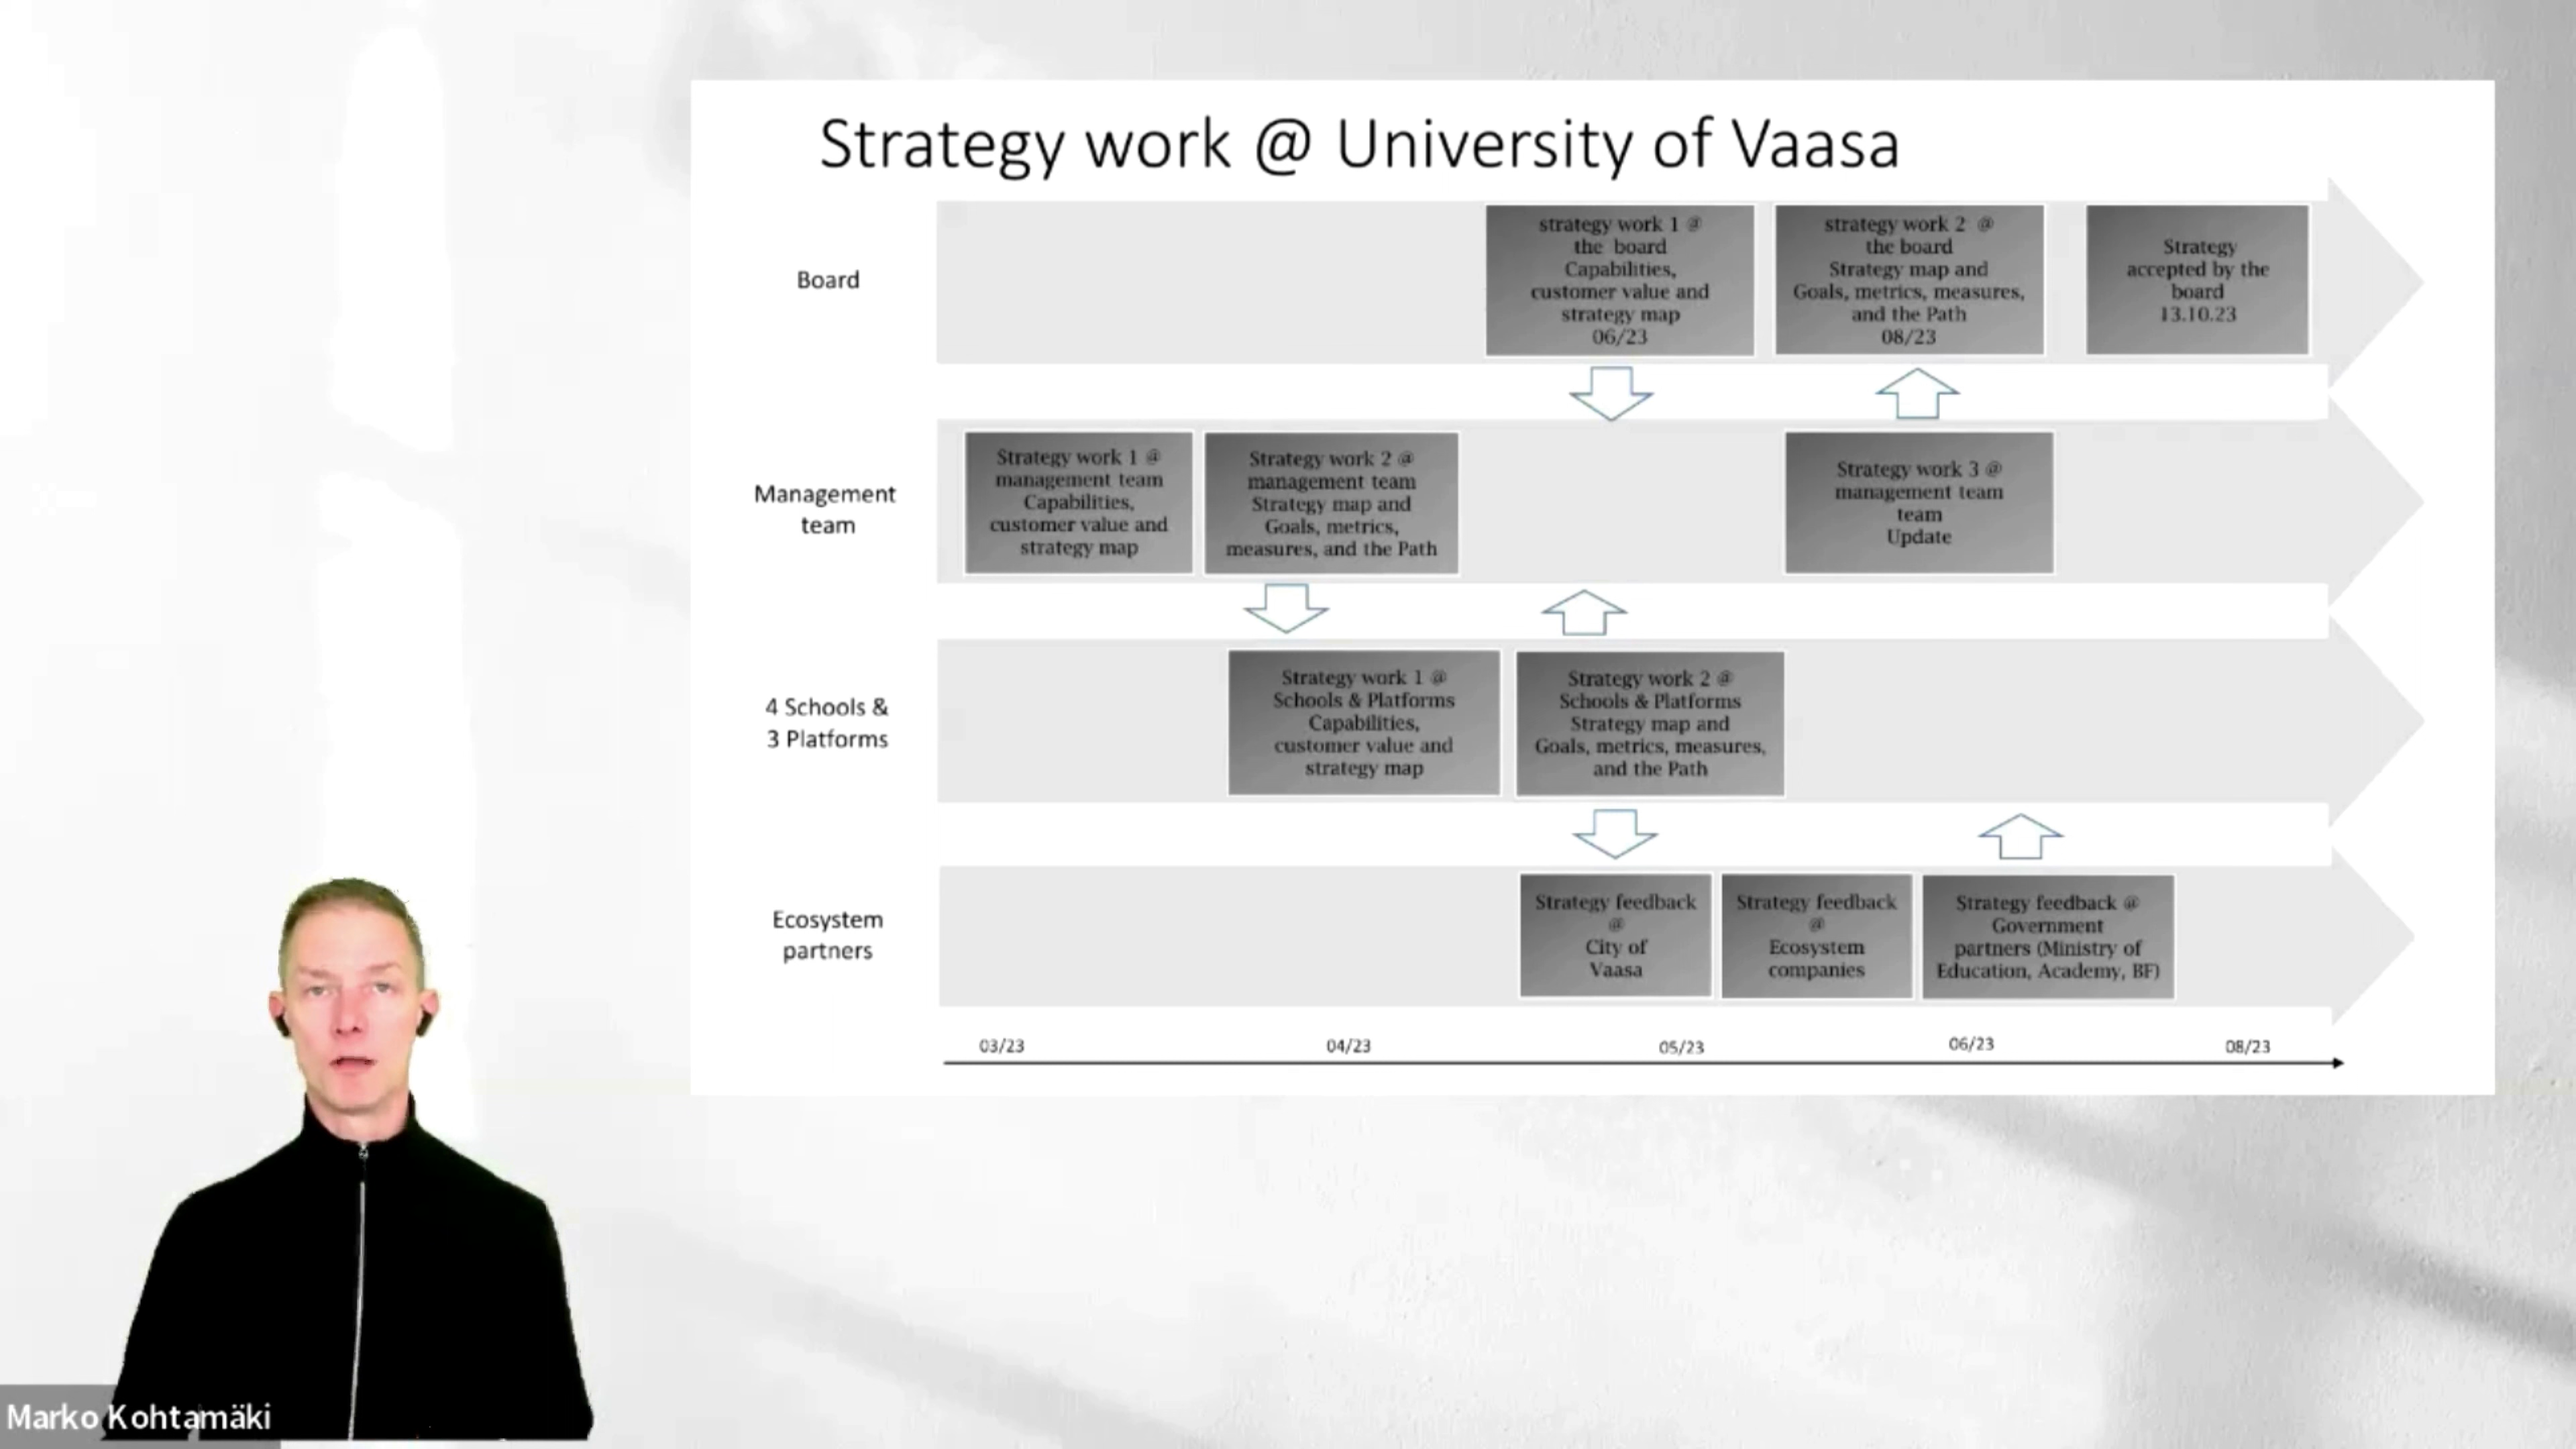 Strategy work @ University of Vaasa
Board
strategy work 1 @
the board
Capabilities,
customer value and
strategy map
06/23
strategy work 2 @
the board
Strategy map and
Goals, metrics, measures,
and the Path
08/23
Strategy
accepted by the
board
13.10.23
Management
team
Strategy work 1 @
management team
Capabilities,
customer value and
strategy map
Strategy work 2 @
management team
Strategy map and
Goals, metrics,
measures, and the Path
Strategy work 3 @
management team
team
Update
4 Schools &
3 Platforms
Strategy work 1 @
Schools & Platforms
Capabilities,
customer value and
strategy map
Strategy work 2 @
Schools & Platforms
Strategy map and
Goals, metrics, measures,
and the Path
Ecosystem
partners
Strategy feedback
@
City of
Vaasa
Strategy feedback
@
Ecosystem
companies
Strategy feedback @
Government
partners (Ministry of
Education, Academy, BF)
03/23
04/23
05/23
06/23
08/23
Marko Kohtamäki